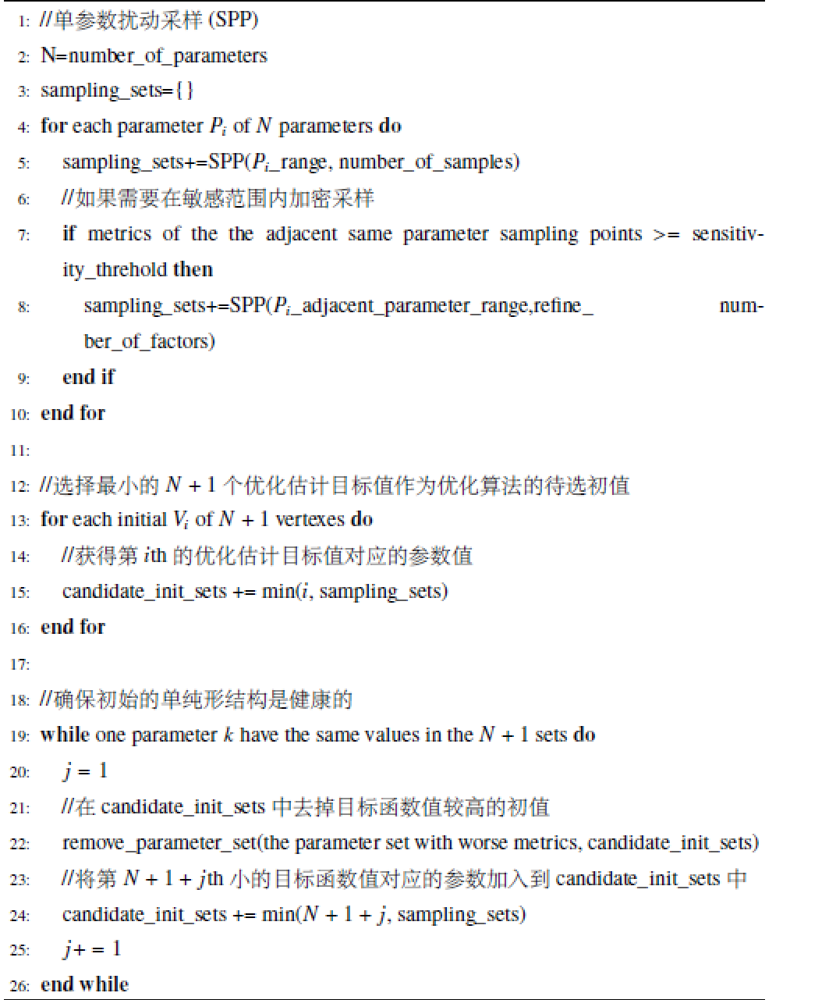 1: //单参数扰动采样 (SPP)
2: N=number_of_parameters
3: sampling_sets={}
4: for each parameter Pi of N parameters do
5: sampling_sets+=SPP(Pi_range, number_of_samples)
6: //如果需要在敏感范围内加密采样
7: if metrics of the the adjacent same parameter sampling points >= sensitiv-
ity_threhold then
8: sampling_sets+=SPP(Pi_adjacent_parameter_range,refine_ num-
ber_of_factors)
9: end if
10: end for
11:
12: //选择最小的 N + 1 个优化估计目标值作为优化算法的待选初值
13: for each initial Vi of N + 1 vertexes do
14: //获得第 ith 的优化估计目标值对应的参数值
15: candidate_init_sets += min(i, sampling_sets)
16: end for
17:
18: //确保初始的单纯形结构是健康的
19: while one parameter k have the same values in the N + 1 sets do
20: j = 1
21: //在 candidate_init_sets 中去掉目标函数值较高的初值
22: remove_parameter_set(the parameter set with worse metrics, candidate_init_sets)
23: //将第 N + 1 + jth 小的目标函数值对应的参数加入到 candidate_init_sets 中
24: candidate_init_sets += min(N + 1 + j, sampling_sets)
25: j+ = 1
26: end while